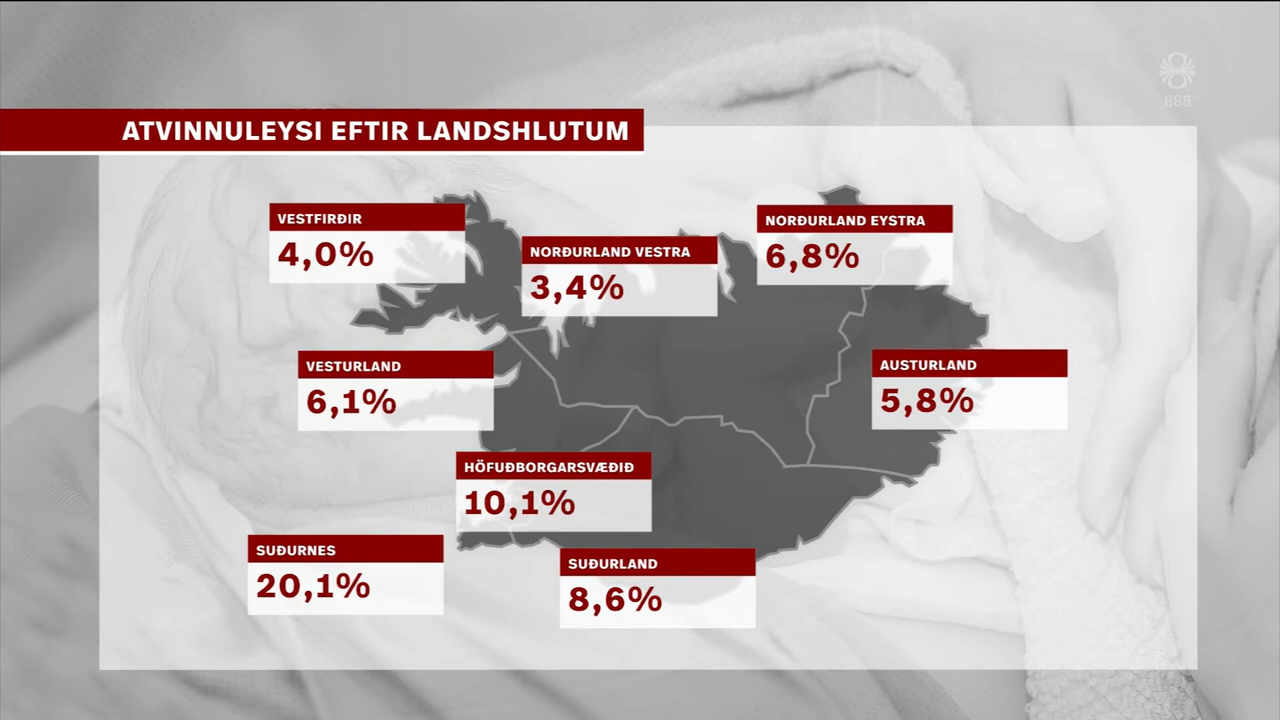 888
ATVINNULEYSI EFTIR LANDSHLUTUM
VESTFIRÐIR
4,0%
NORÐURLAND VESTRA
3,4%
NORÐURLAND EYSTRA
6,8%
VESTURLAND
6,1%
AUSTURLAND
5,8%
HÖFUÐBORGARSVÆÐIÐ
10,1%
SUÐURNES
20,1%
SUÐURLAND
8,6%